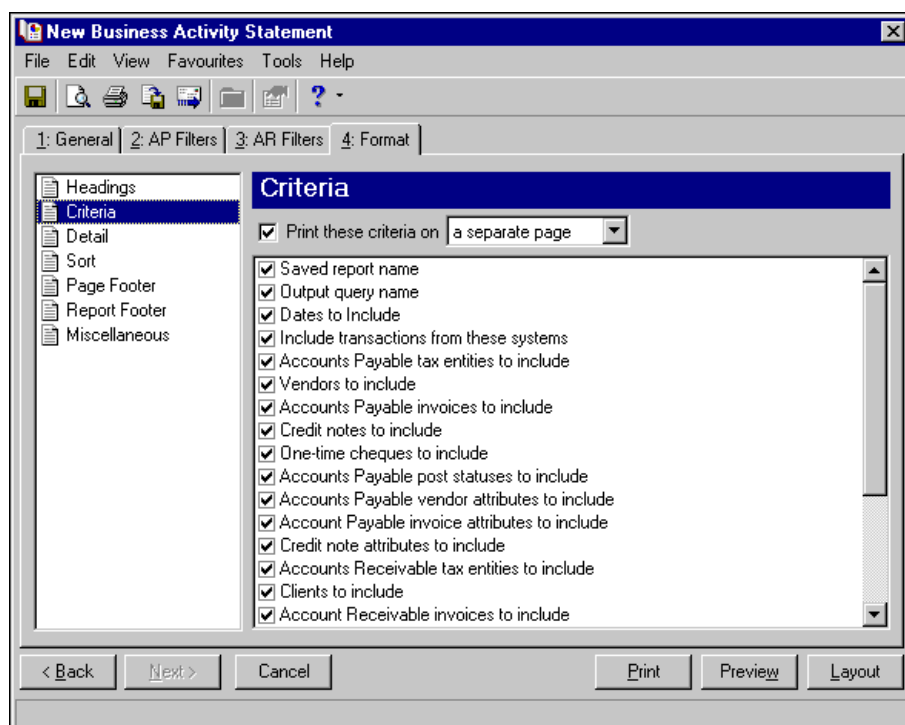 New Business Activity Statement
File Edit View Favourites Tools Help
1: General 2: AP Filters 3: AR Filters 4: Format
Headings
Criteria
Detail
Sort
Page Footer
Report Footer
Miscellaneous
Criteria
Print these criteria on a separate page
Saved report name
Output query name
Dates to Include
Include transactions from these systems
Accounts Payable tax entities to include
Vendors to include
Accounts Payable invoices to include
Credit notes to include
One-time cheques to include
Accounts Payable post statuses to include
Accounts Payable vendor attributes to include
Account Payable invoice attributes to include
Credit note attributes to include
Accounts Receivable tax entities to include
Clients to include
Account Receivable invoices to include
< Back Next > Cancel Print Preview Layout